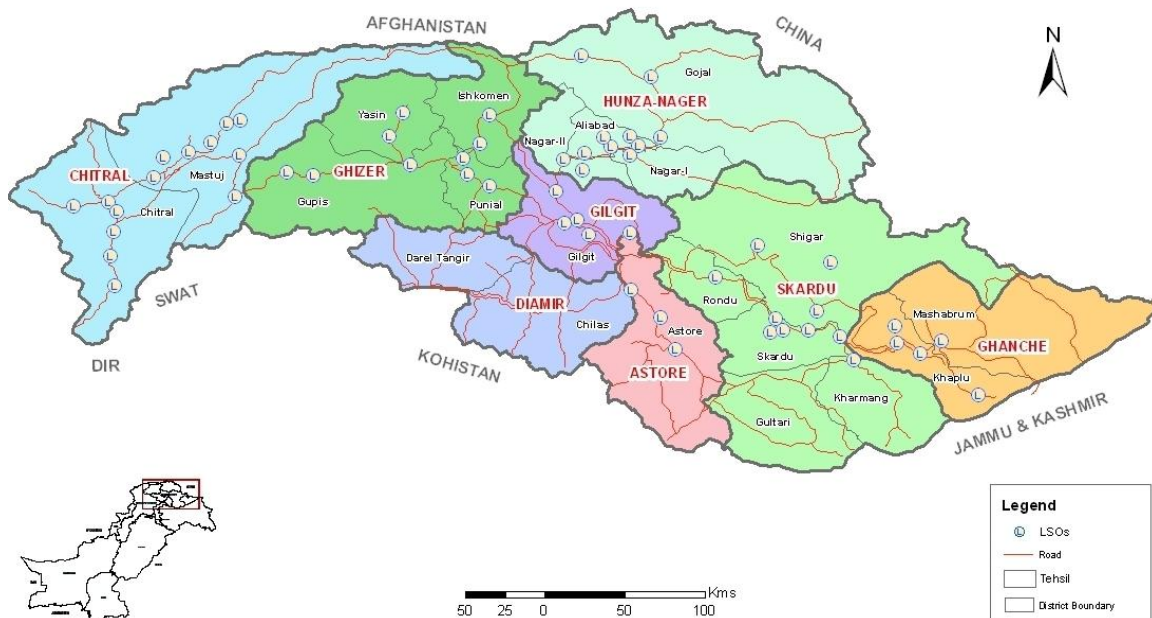 AFGHANISTAN
CHINA
N
Gojal
HUNZA-NAGER
Ishkomen
Yasin
Aliabad
Nagar-II
Nagar-I
CHITRAL
Mastuj
GHIZER
Gupis
Punial
Chitral
GILGIT
Gilgit
Shigar
Darel Tangir
SKARDU
Rondu
SWAT
DIAMIR
Chilas
Mashabrum
GHANCHE
Astore
DIR
KOHISTAN
ASTORE
Skardu
Khaplu
Kharmang
Gultari
JAMMU & KASHMIR
Legend
L LSOs
Road
Tehsil
District Boundary
Kms
50 25 0 50 100